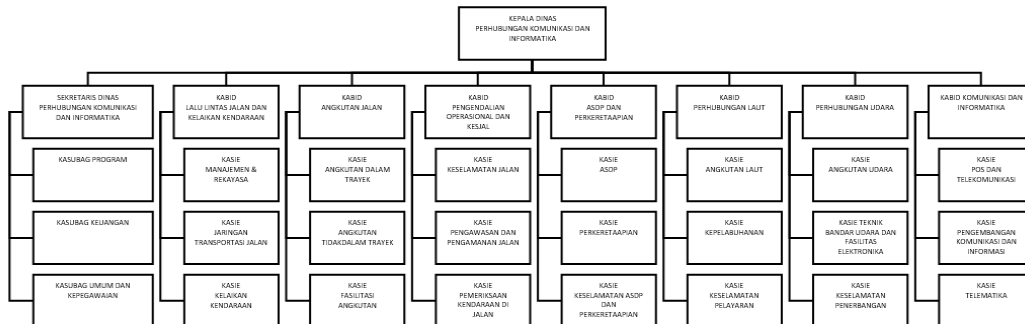 KEPALA DINAS
PERHUBUNGAN KOMUNIKASI DAN
INFORMATIKA
SEKRETARIS DINAS
PERHUBUNGAN KOMUNIKASI
DAN INFORMATIKA
KASUBAG PROGRAM
KASUBAG KEUANGAN
KASUBAG UMUM DAN
KEPEGAWAIAN
KABID
LALU LINTAS JALAN DAN
KELAIKAN KENDARAAN
KASIE
MANAJEMEN &
REKAYASA
KASIE
JARINGAN
TRANSPORTASI JALAN
KASIE
KELAIKAN
KENDARAAN
KABID
ANGKUTAN JALAN
KASIE
ANGKUTAN DALAM
TRAYEK
KASIE
ANGKUTAN
TIDAKDALAM TRAYEK
KASIE
FASILITASI
ANGKUTAN
KABID
PENGENDALIAN
OPERASIONAL DAN
KESJAL
KASIE
KESELAMATAN JALAN
KASIE
PENGAWASAN DAN
PENGAMANAN JALAN
KASIE
PEMERIKSAAN
KENDARAAN DI
JALAN
KABID
ASDP DAN
PERKERETAAPIAN
KASIE
ASDP
KASIE
PERKERETAAPIAN
KASIE
KESELAMATAN ASDP
DAN
PERKERETAAPIAN
KABID
PERHUBUNGAN LAUT
KASIE
ANGKUTAN LAUT
KASIE
KEPELABUHANAN
KASIE
KESELAMATAN
PELAYARAN
KABID
PERHUBUNGAN UDARA
KASIE
ANGKUTAN UDARA
KASIE TEKNIK
BANDAR UDARA DAN
FASILITAS
ELEKTRONIKA
KASIE
KESELAMATAN
PENERBANGAN
KABID KOMUNIKASI DAN
INFORMATIKA
KASIE
POS DAN
TELEKOMUNIKASI
KASIE
PENGEMBANGAN
KOMUNIKASI DAN
INFORMASI
KASIE
TELEMATIKA